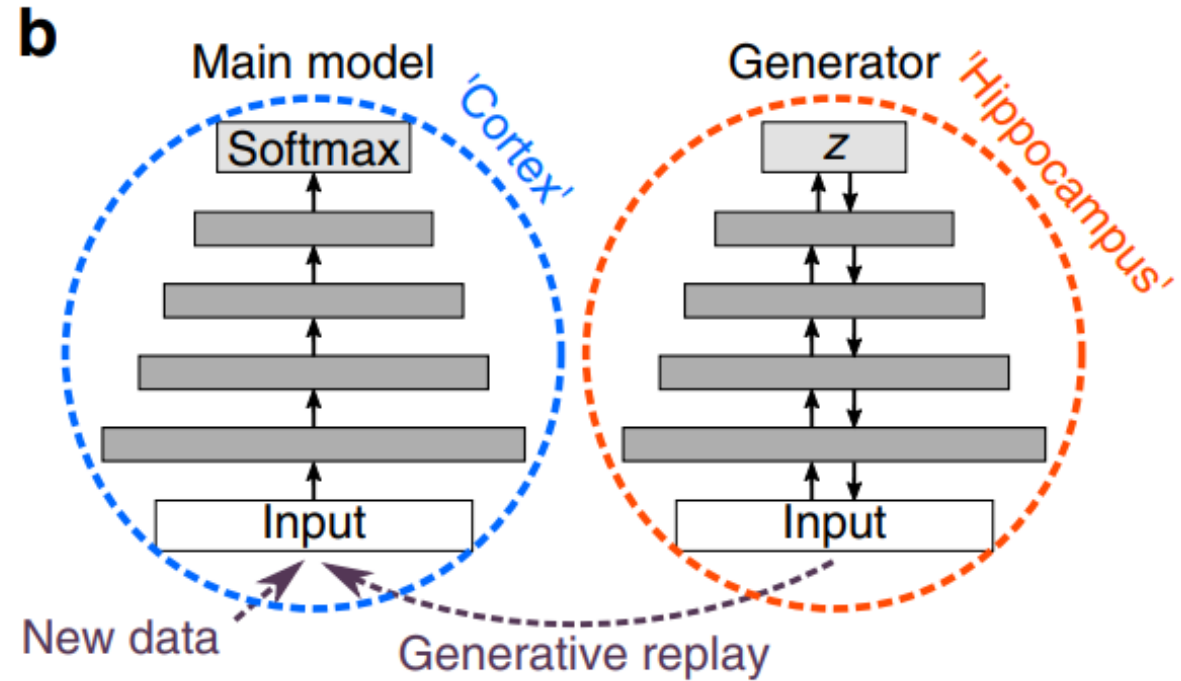 b
Main model
'Cortex'
Generator
'Hippocampus'
Softmax
z
Input
Input
New data
Generative replay